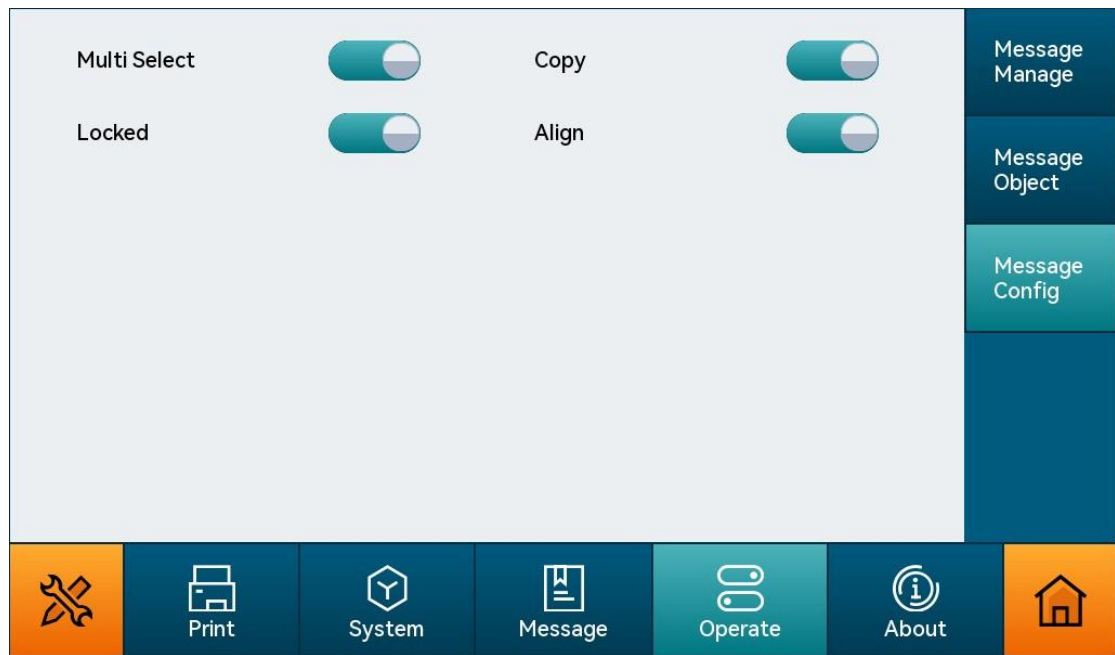 Multi Select
Copy
Locked
Align
Message
Manage
Message
Object
Message
Config
Print
System
Message
Operate
About